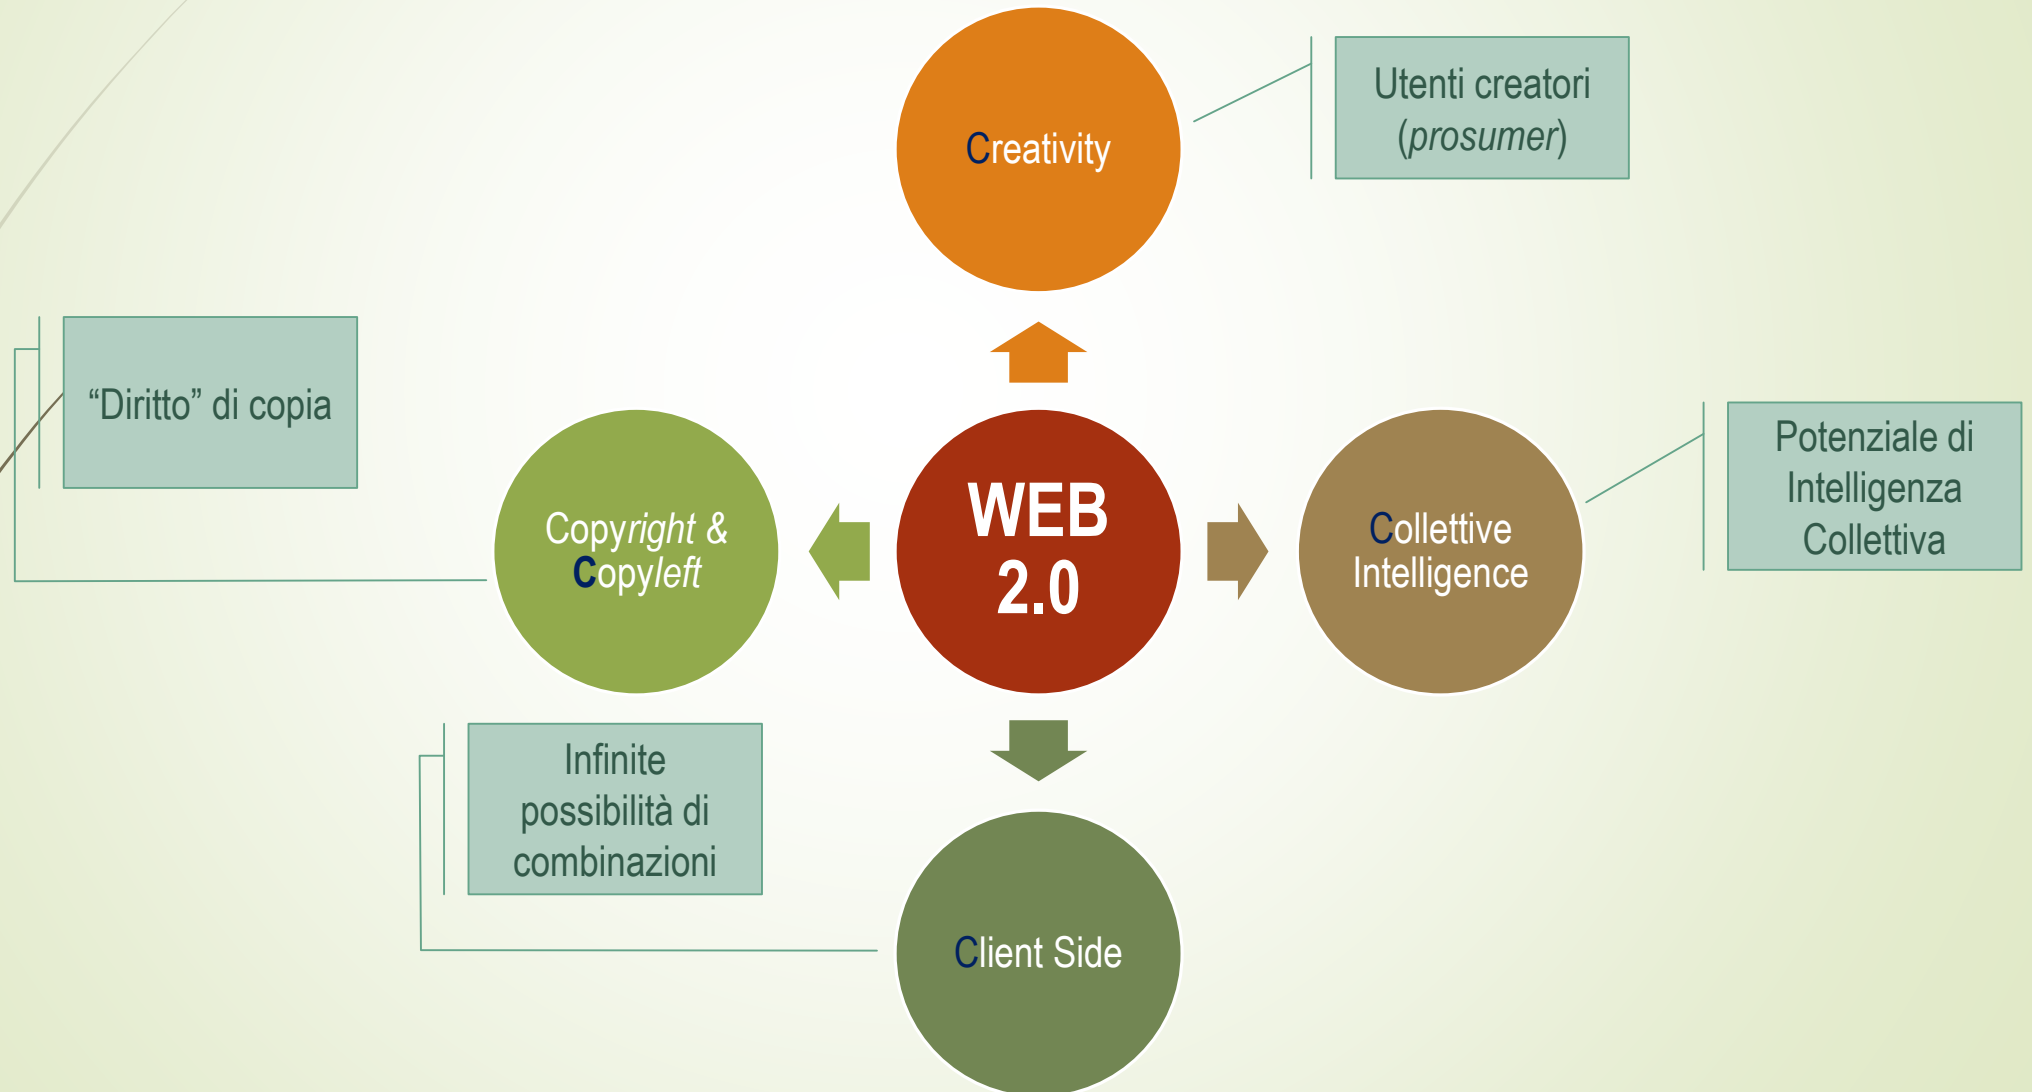 Creativity
Utenti creatori
(prosumer)
“Diritto” di copia
Copyright &
Copyleft
WEB
2.0
Collettive
Intelligence
Potenziale di
Intelligenza
Collettiva
Infinite
possibilità di
combinazioni
Client Side